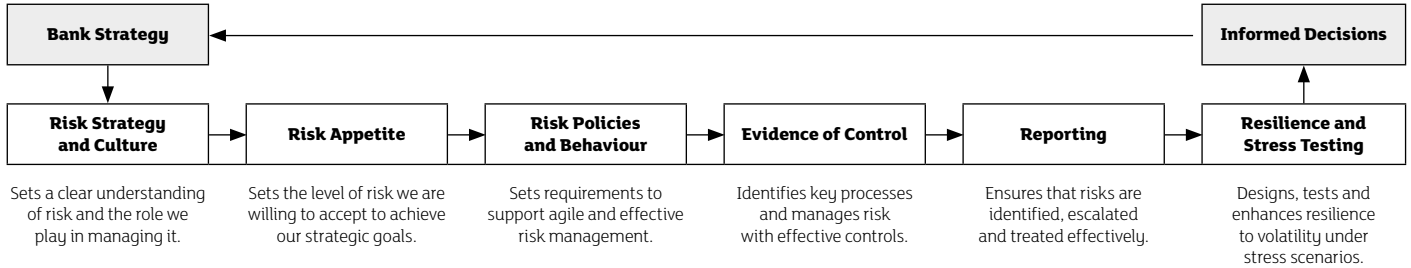 Bank Strategy
Informed Decisions
Risk Strategy
and Culture
Risk Appetite
Risk Policies
and Behaviour
Evidence of Control
Reporting
Resilience and
Stress Testing
Sets a clear understanding
of risk and the role we
play in managing it.
Sets the level of risk we are
willing to accept to achieve
our strategic goals.
Sets requirements to
support agile and effective
risk management.
Identifies key processes
and manages risk
with effective controls.
Ensures that risks are
identified, escalated
and treated effectively.
Designs, tests and
enhances resilience
to volatility under
stress scenarios.